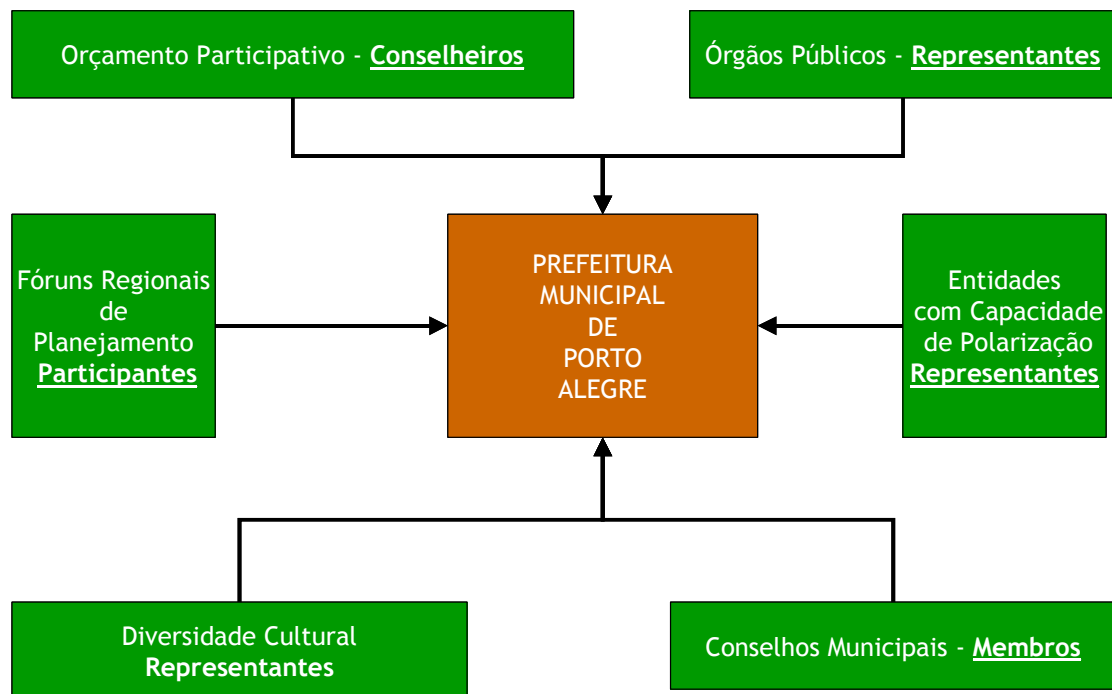 Orçamento Participativo - Conselheiros
Órgãos Públicos - Representantes
Fóruns Regionais
de
Planejamento
Participantes
PREFEITURA
MUNICIPAL
DE
PORTO
ALEGRE
Entidades
com Capacidade
de Polarização
Representantes
Diversidade Cultural
Representantes
Conselhos Municipais - Membros